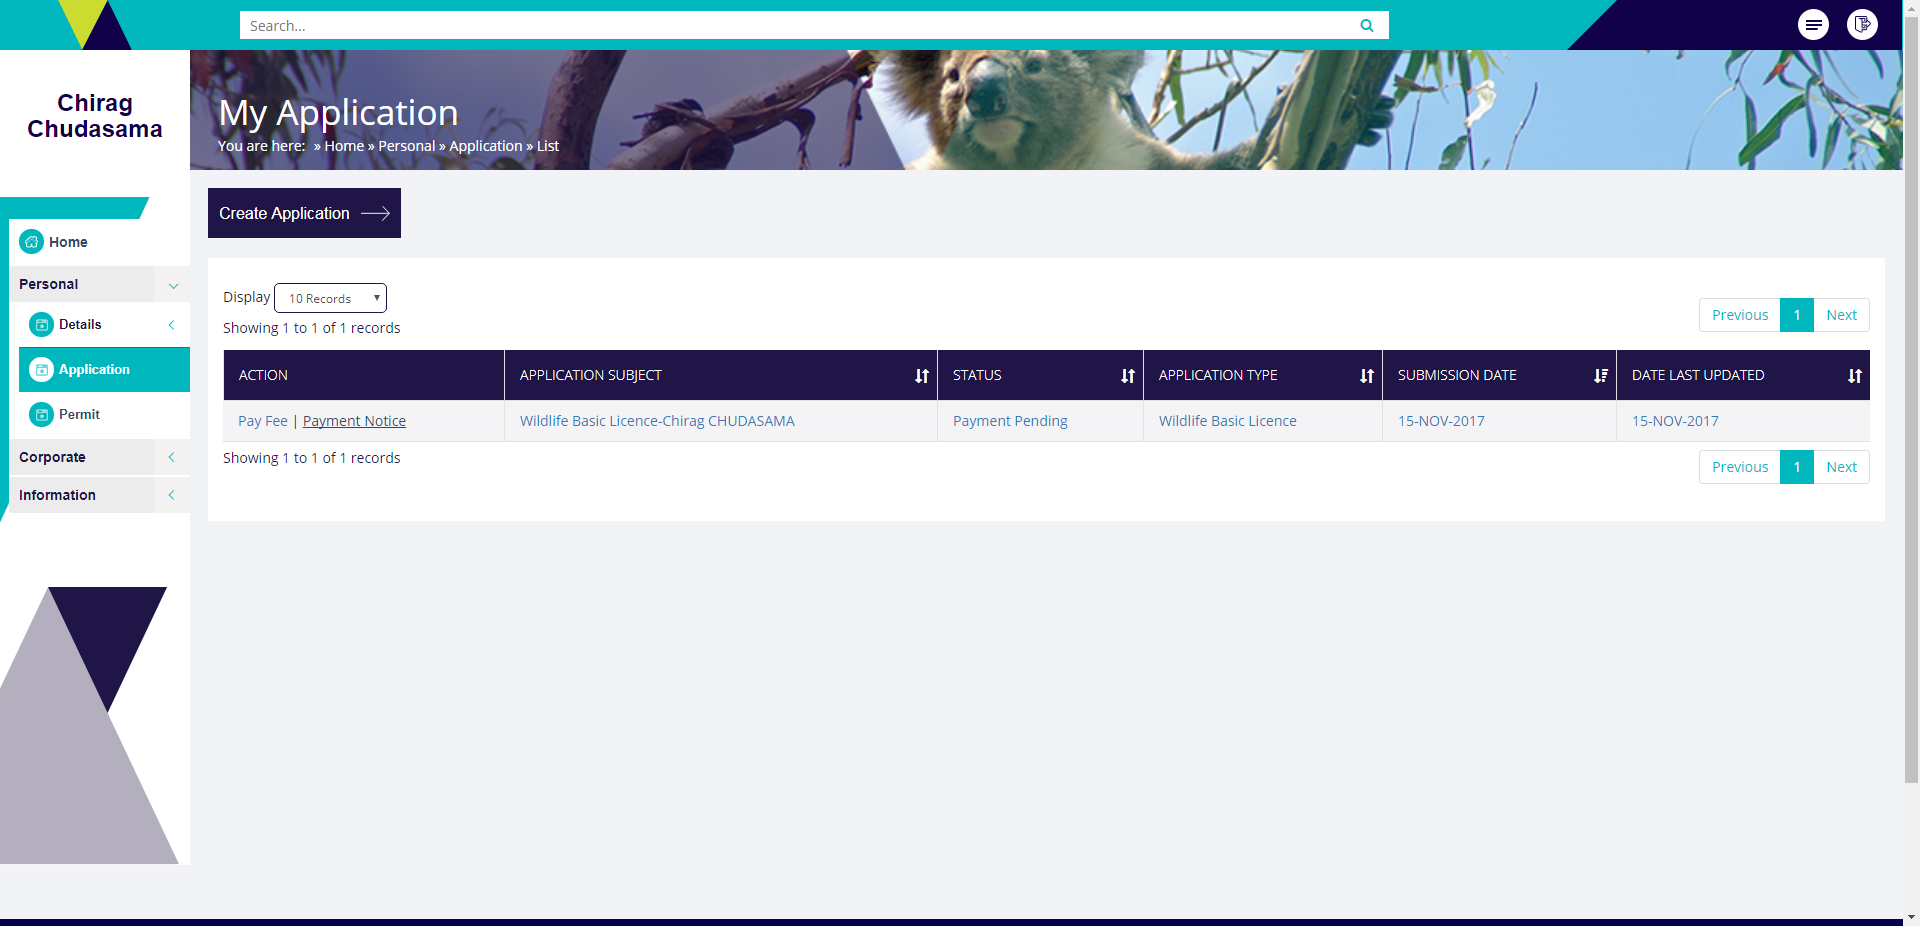 Search...
Chirag
Chudasama
My Application
You are here: » Home » Personal » Application » List
Home
Personal
Details
Application
Permit
Corporate
Information
Create Application
Display 10 Records
Showing 1 to 1 of 1 records
Previous 1 Next
ACTION APPLICATION SUBJECT STATUS APPLICATION TYPE SUBMISSION DATE DATE LAST UPDATED
Pay Fee | Payment Notice Wildlife Basic Licence-Chirag CHUDASAMA Payment Pending Wildlife Basic Licence 15-NOV-2017 15-NOV-2017
Showing 1 to 1 of 1 records
Previous 1 Next